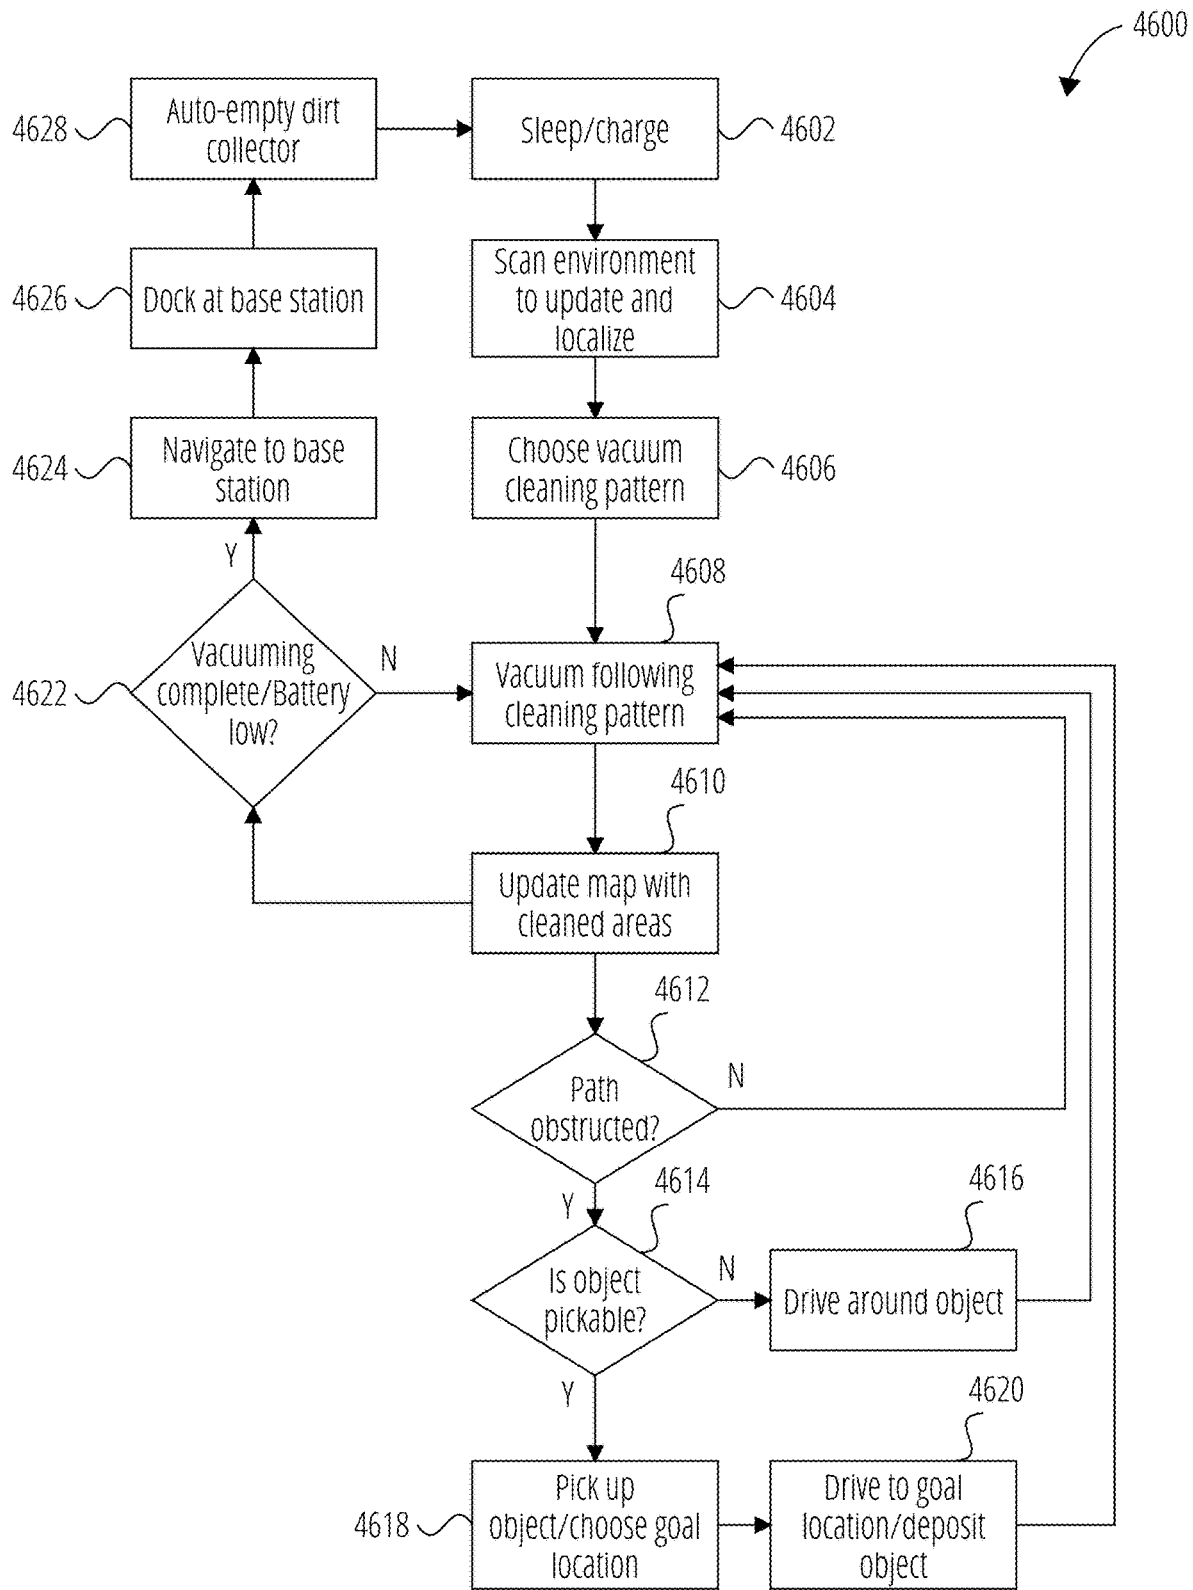 4600
4628
Auto-empty dirt
collector
Sleep/charge
4602
4626
Dock at base station
Scan environment
to update and
localize
4604
4624
Navigate to base
station
Choose vacuum
cleaning pattern
4606
Y
4608
4622
Vacuuming
complete/Battery
low?
N
Vacuum following
cleaning pattern
4610
Update map with
cleaned areas
4612
Path
obstructed?
N
Y
4614
4616
Is object
pickable?
N
Drive around object
Y
4620
4618
Pick up
object/choose goal
location
Drive to goal
location/deposit
object